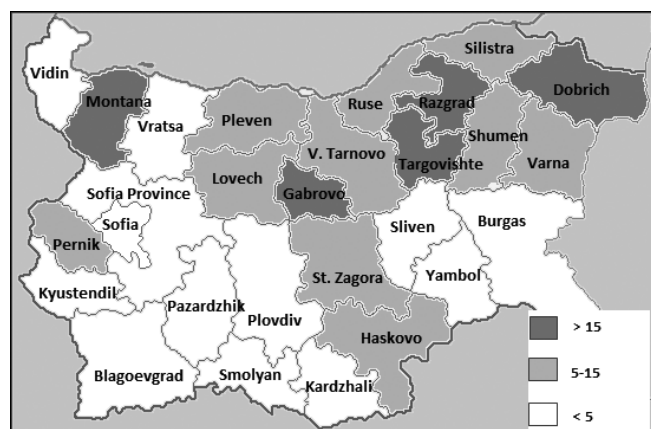 Silistra
Vidin
Dobrich
Montana
Ruse
Razgrad
Pleven
Vratsa
Shumen
V. Tarnovo
Targovishte
Varna
Lovech
Sofia Province
Gabrovo
Burgas
Sofia
Sliven
Pernik
St. Zagora
Yambol
Kyustendil
Pazardzhik
Plovdiv
> 15
Haskovo
5-15
Blagoevgrad
Smolyan
Kardzhali
< 5